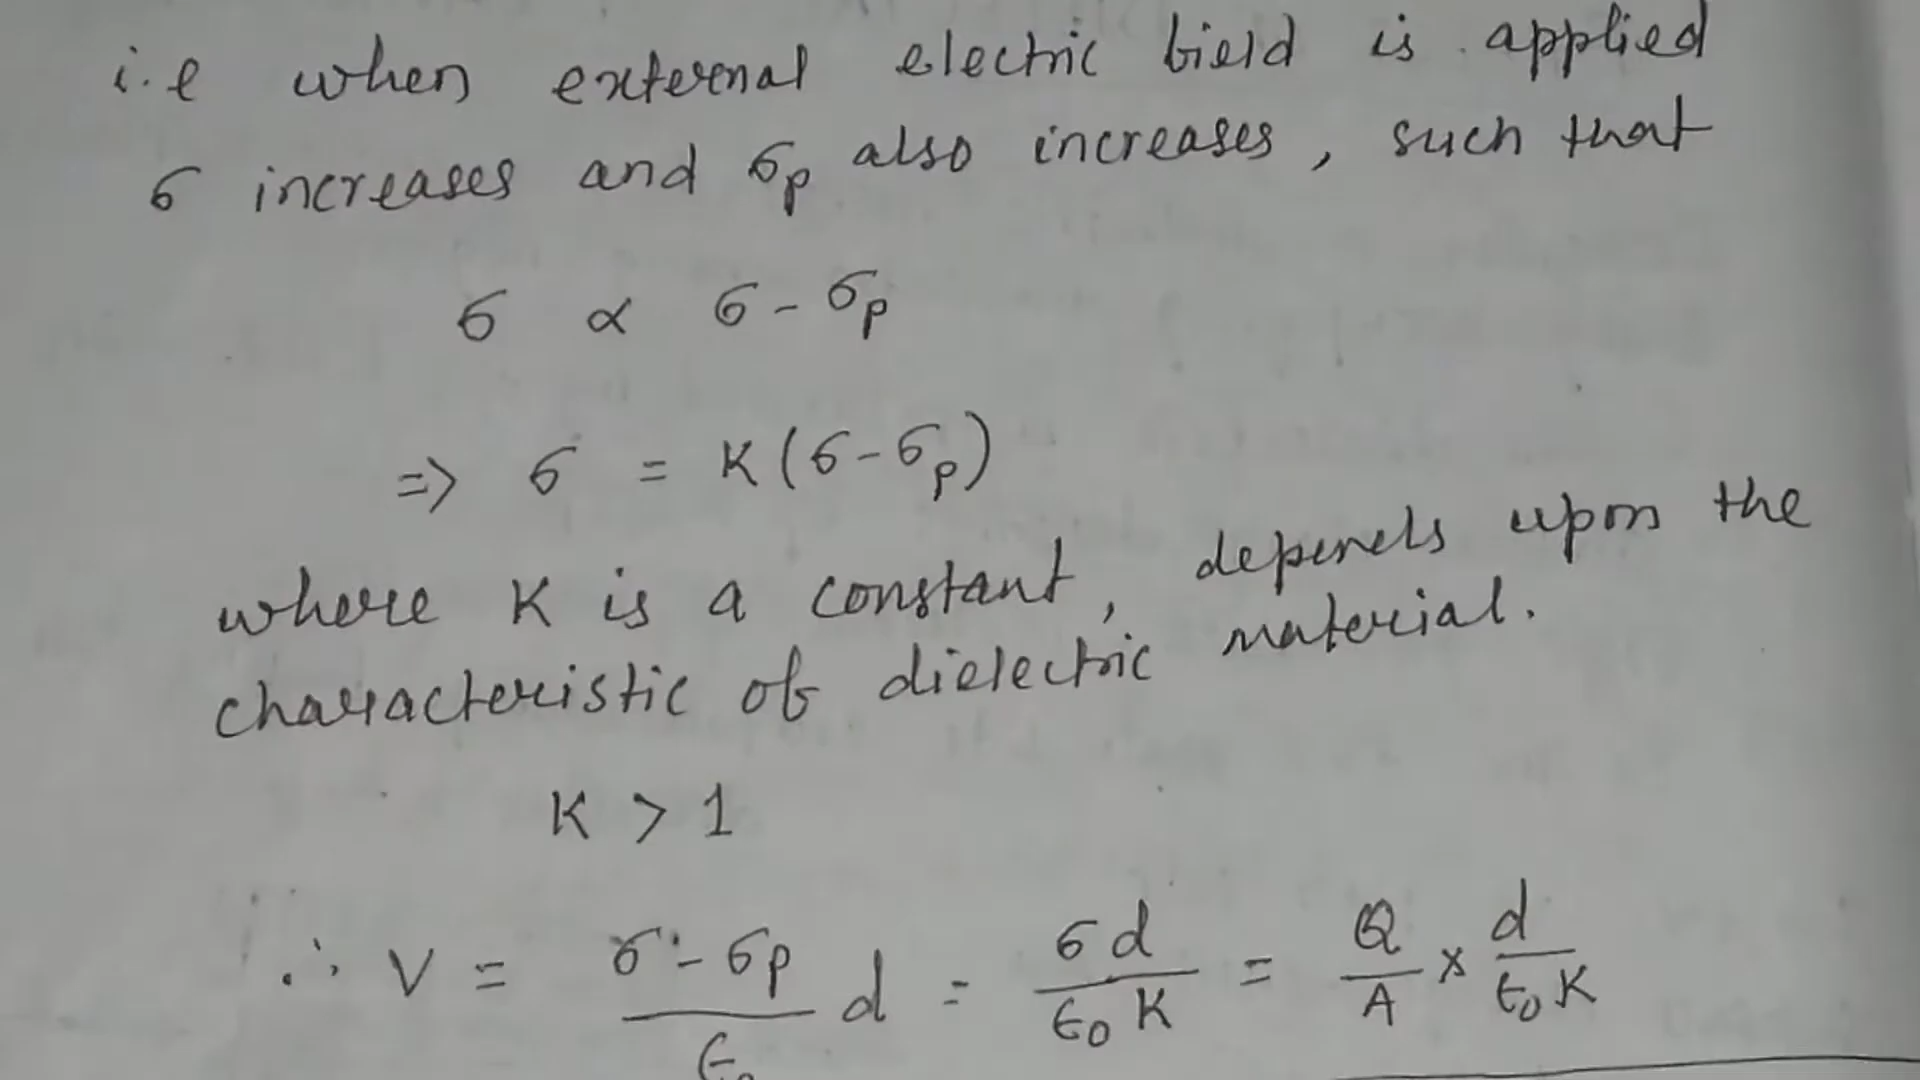 i.e when external electric field is applied
σ increases and σp also increases, such that
σ ∝ σ - σp
=> σ = K(σ-σp)
where K is a constant, depends upon the
characteristic of dielectric material.
K > 1
∴ V = (σ - σp)/ϵ₀ d = σd/ϵ₀K = Q/A × d/ϵ₀K